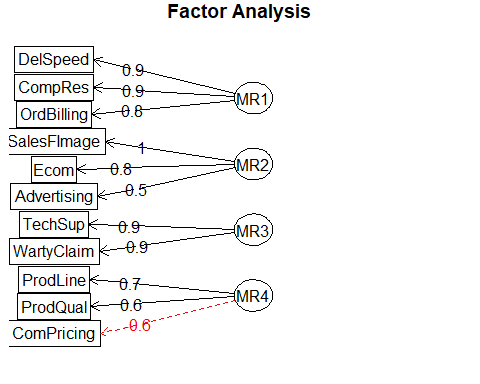 Factor Analysis
DelSpeed
0.9
CompRes
0.9
MR1
OrdBilling
0.8
SalesFImage
1
Ecom
0.8
MR2
Advertising
0.5
TechSup
0.9
MR3
WartyClaim
0.9
ProdLine
0.7
ProdQual
0.6
MR4
ComPricing
0.6